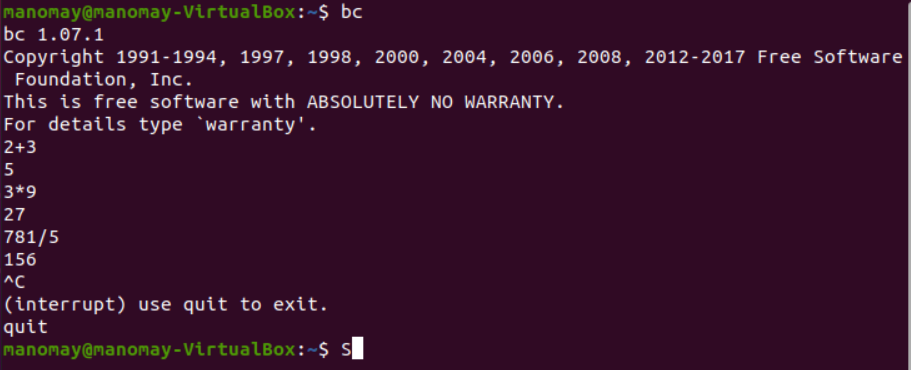 manomay@manomay-VirtualBox:~$ bc
bc 1.07.1
Copyright 1991-1994, 1997, 1998, 2000, 2004, 2006, 2008, 2012-2017 Free Software
 Foundation, Inc.
This is free software with ABSOLUTELY NO WARRANTY.
For details type `warranty'.
2+3
5
3*9
27
781/5
156
^C
(interrupt) use quit to exit.
quit
manomay@manomay-VirtualBox:~$ S